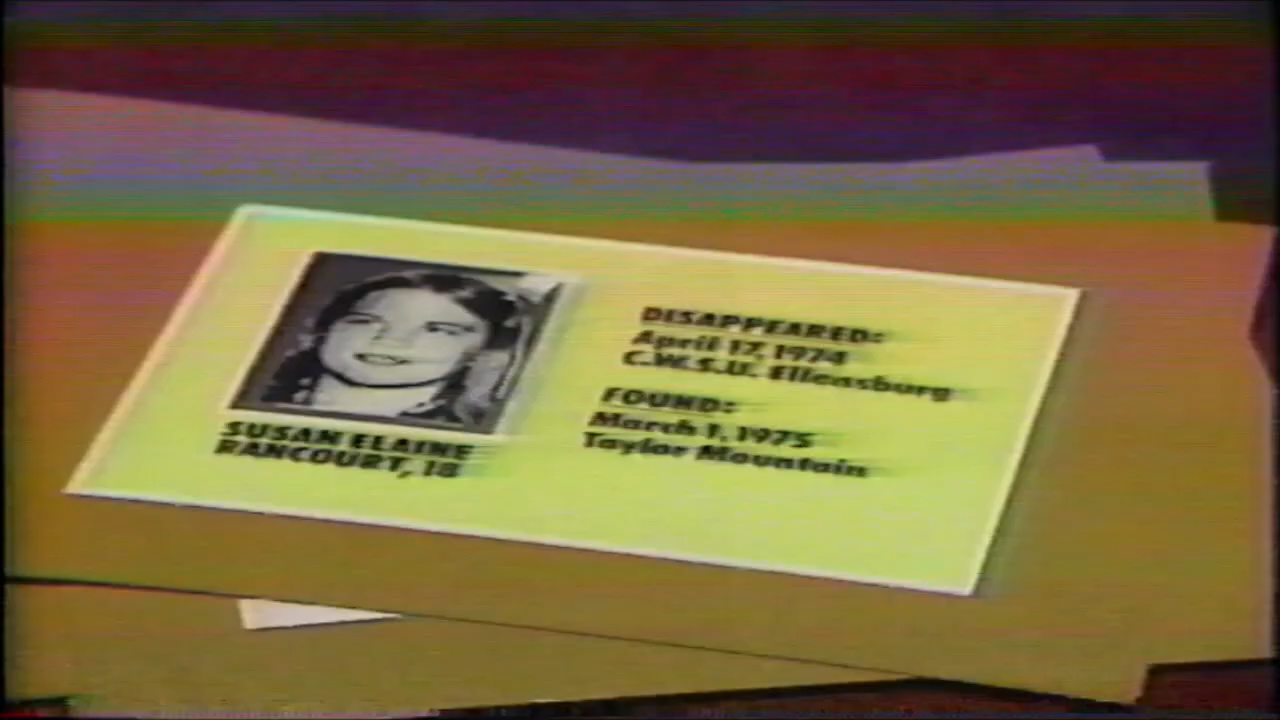 SUSAN ELAINE
RANCOURT, 18
DISAPPEARED:
April 17, 1974
C.W.S.U. Ellensburg
FOUND:
March 1, 1975
Taylor Mountain